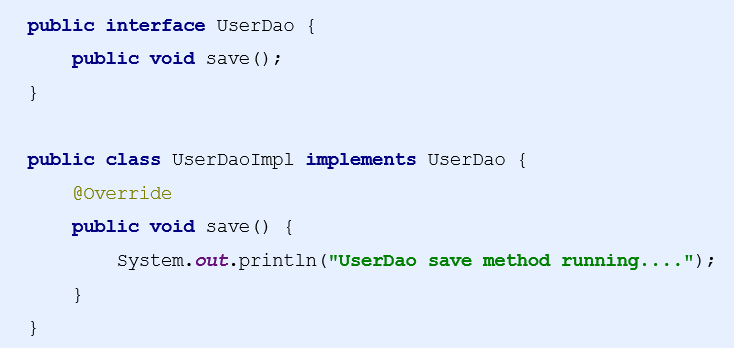 public interface UserDao {
    public void save();
}

public class UserDaoImpl implements UserDao {
    @Override
    public void save() {
        System.out.println("UserDao save method running....");
    }
}